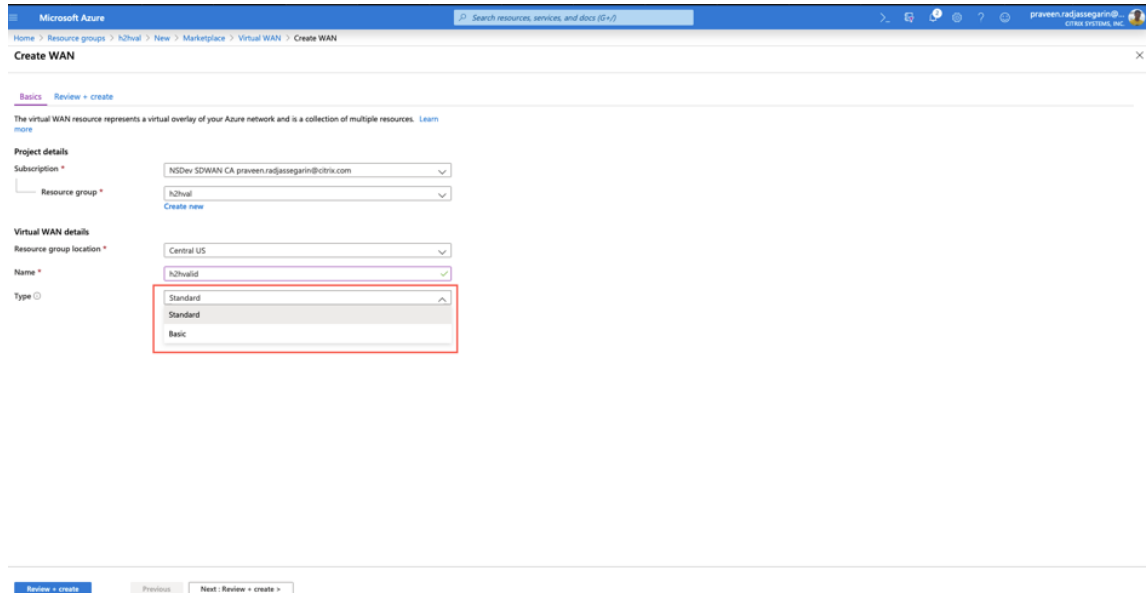 Microsoft Azure
Search resources, services, and docs (G+/)
2
?
praveen.radjassegarin@...
CITRIX SYSTEMS, INC.
Home > Resource groups > h2hval > New > Marketplace > Virtual WAN > Create WAN
Create WAN
Basics Review + create
The virtual WAN resource represents a virtual overlay of your Azure network and is a collection of multiple resources. Learn
more
Project details
Subscription *
NSDev SDWAN CA praveen.radjassegarin@citrix.com
Resource group *
h2hval
Create new
Virtual WAN details
Resource group location *
Central US
Name *
h2hvalid
Type
Standard
Standard
Basic
Review + create
Previous
Next : Review + create >